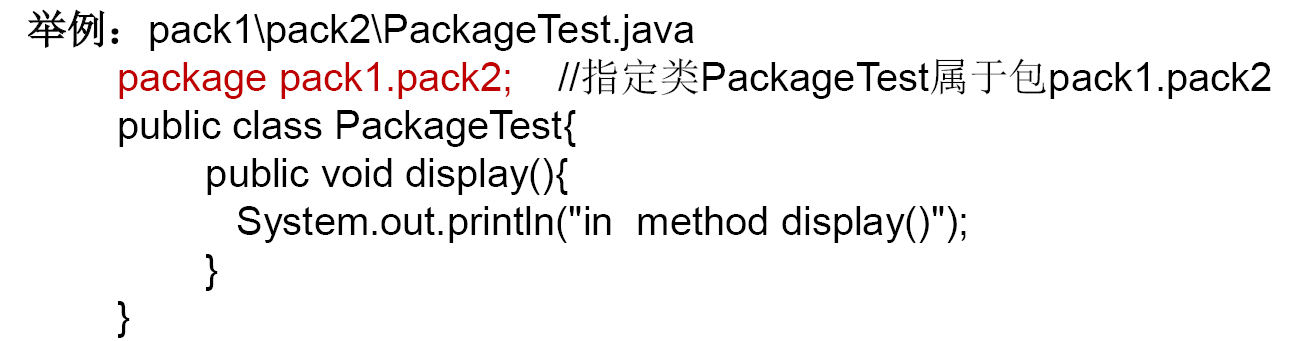 举例：pack1\pack2\PackageTest.java
package pack1.pack2; //指定类PackageTest属于包pack1.pack2
public class PackageTest{
public void display(){
System.out.println("in  method display()");
}
}